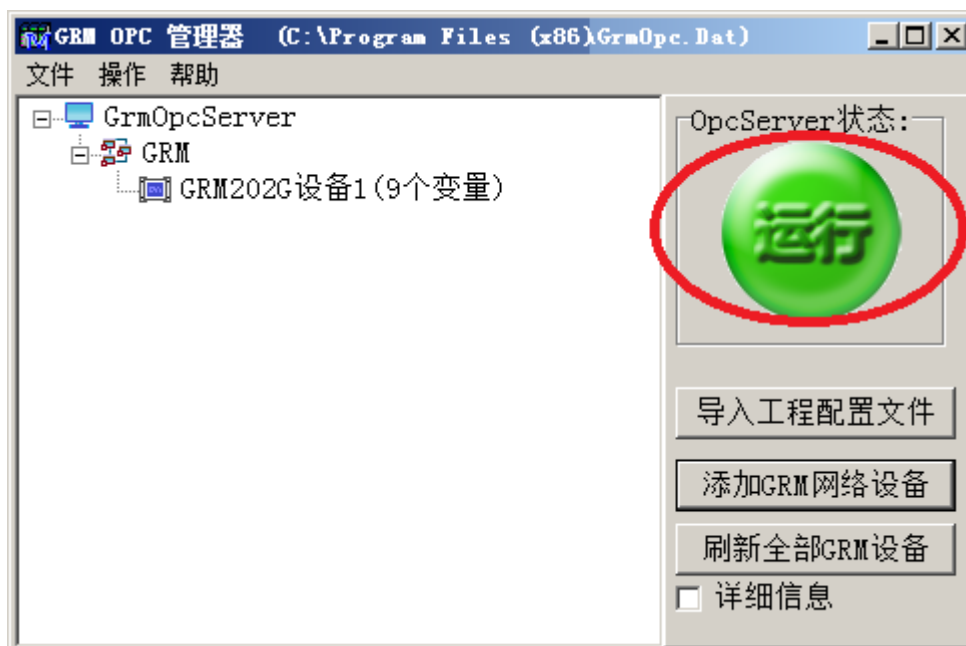 GRM OPC 管理器 (C:\Program Files (x86)\GrmOpc.Dat)
文件 操作 帮助
GrmOpcServer
GRM
GRM202G设备1(9个变量)
OpcServer状态:
运行
导入工程配置文件
添加GRM网络设备
刷新全部GRM设备
详细信息